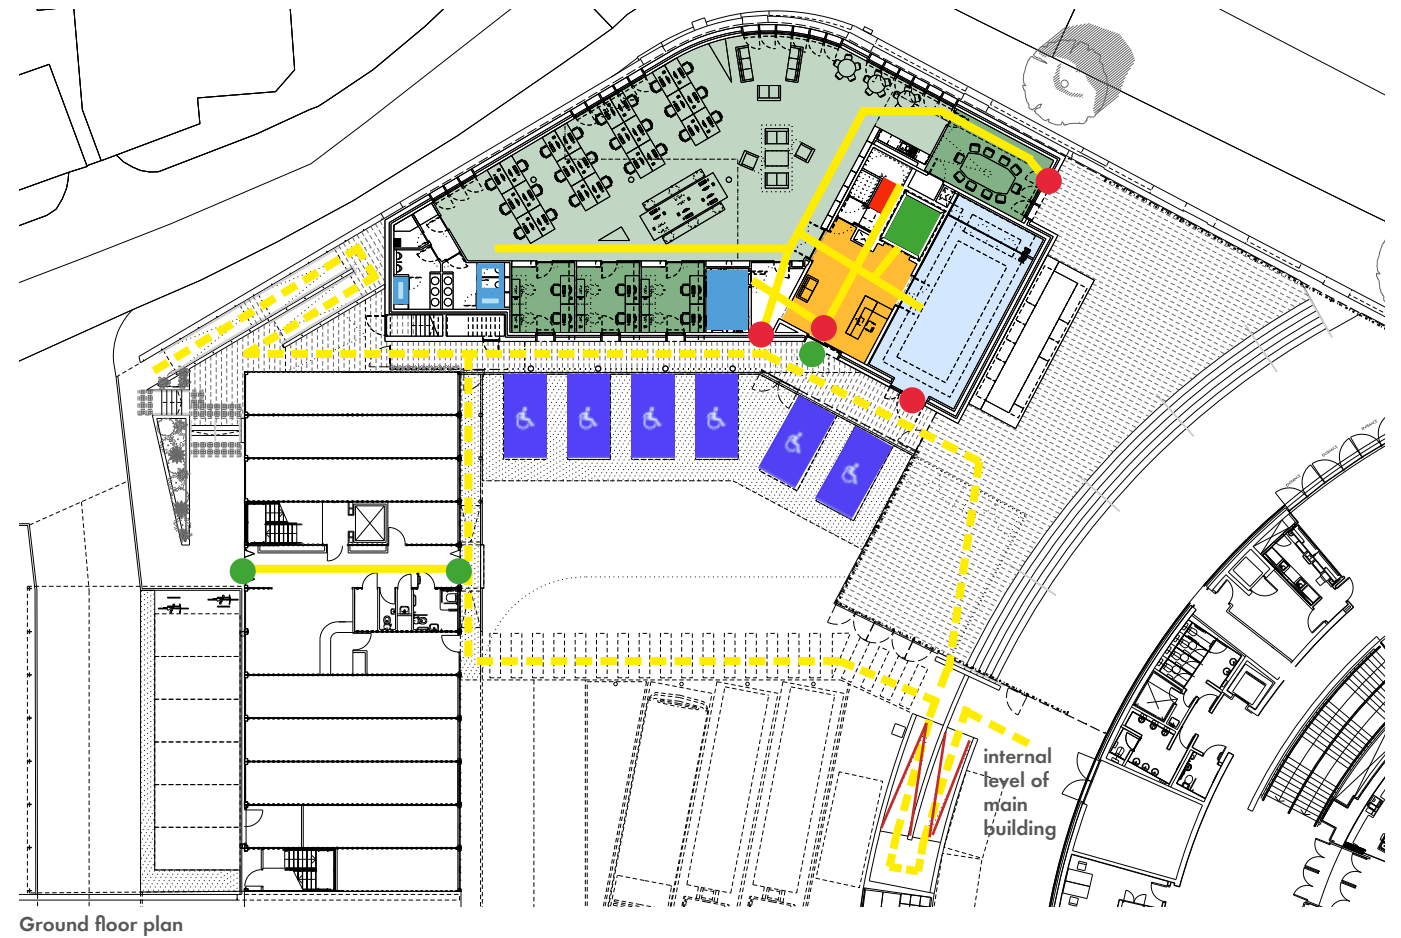 internal
level of
main
building
Ground floor plan